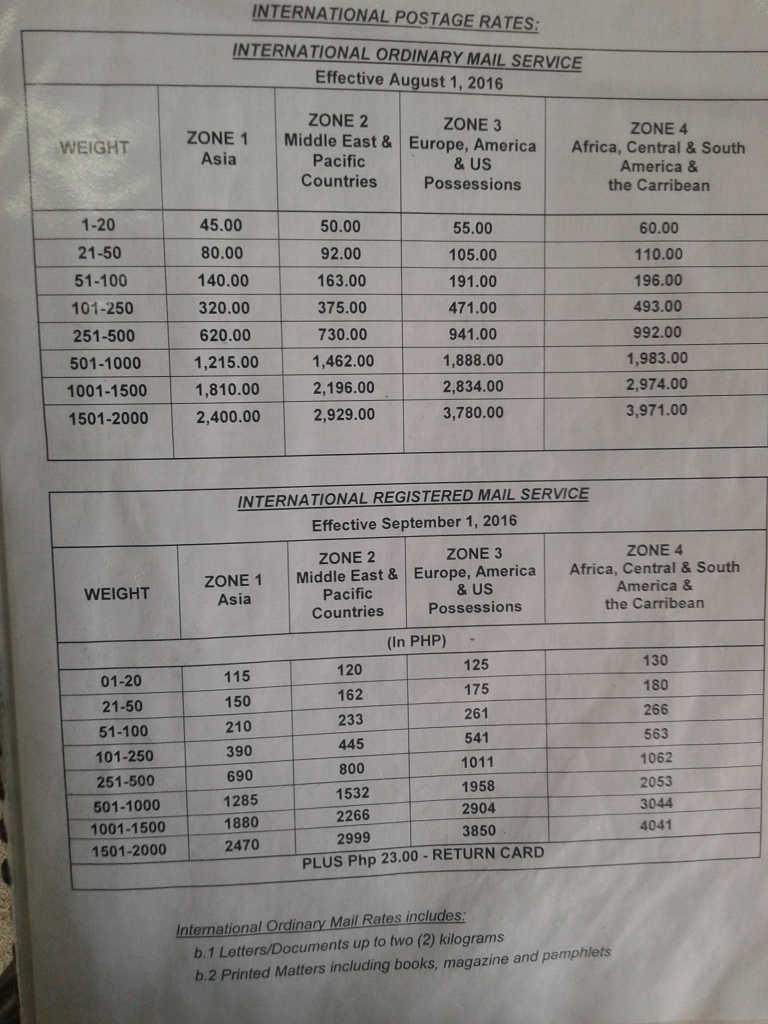 INTERNATIONAL POSTAGE RATES:
INTERNATIONAL ORDINARY MAIL SERVICE
Effective August 1, 2016
WEIGHT ZONE 1 Asia ZONE 2 Middle East & Pacific Countries ZONE 3 Europe, America & US Possessions ZONE 4 Africa, Central & South America & the Carribean
1-20 45.00 50.00 55.00 60.00
21-50 80.00 92.00 105.00 110.00
51-100 140.00 163.00 191.00 196.00
101-250 320.00 375.00 471.00 493.00
251-500 620.00 730.00 941.00 992.00
501-1000 1,215.00 1,462.00 1,888.00 1,983.00
1001-1500 1,810.00 2,196.00 2,834.00 2,974.00
1501-2000 2,400.00 2,929.00 3,780.00 3,971.00
INTERNATIONAL REGISTERED MAIL SERVICE
Effective September 1, 2016
WEIGHT ZONE 1 Asia ZONE 2 Middle East & Pacific Countries ZONE 3 Europe, America & US Possessions ZONE 4 Africa, Central & South America & the Carribean
(In PHP)
01-20 115 120 125 130
21-50 150 162 175 180
51-100 210 233 261 266
101-250 390 445 541 563
251-500 690 800 1011 1062
501-1000 1285 1532 1958 2053
1001-1500 1880 2266 2904 3044
1501-2000 2470 2999 3850 4041
PLUS Php 23.00 - RETURN CARD
International Ordinary Mail Rates includes:
b.1 Letters/Documents up to two (2) kilograms
b.2 Printed Matters including books, magazine and pamphlets